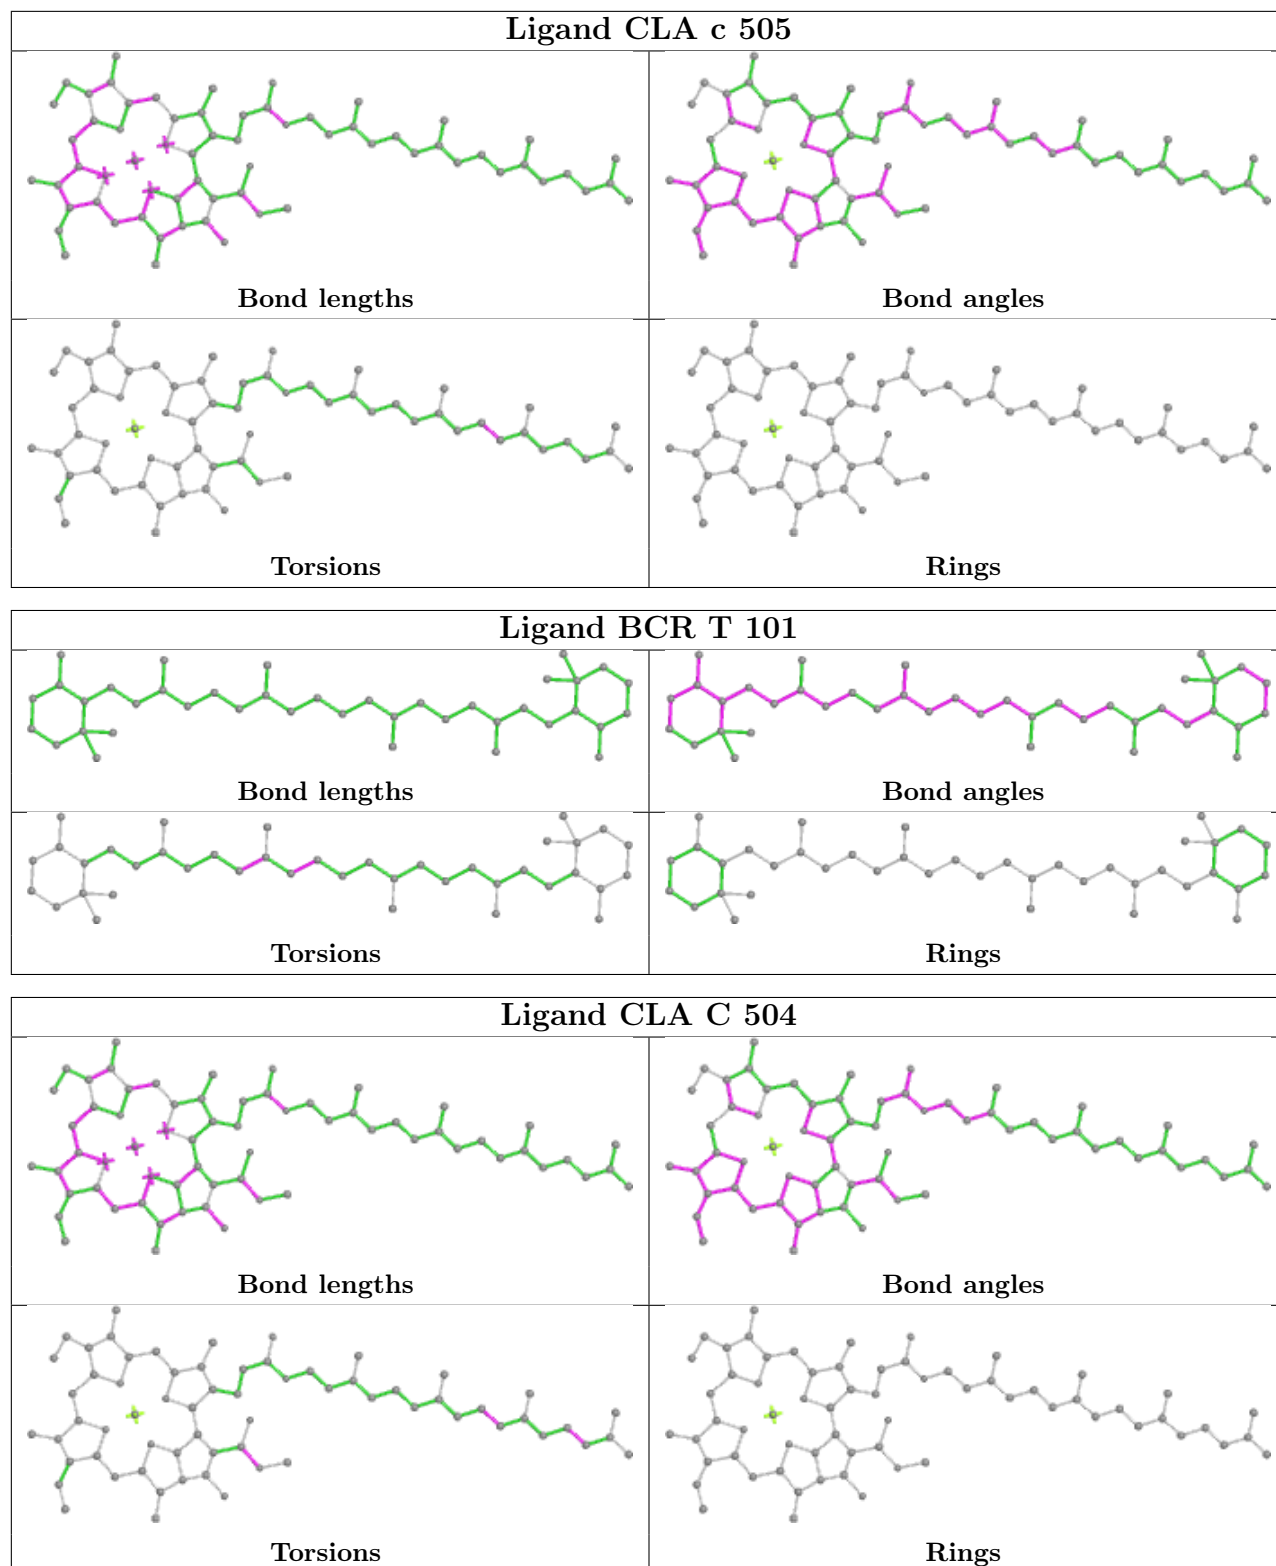 Ligand CLA c 505
Bond lengths
Bond angles
Torsions
Rings
Ligand BCR T 101
Bond lengths
Bond angles
Torsions
Rings
Ligand CLA C 504
Bond lengths
Bond angles
Torsions
Rings